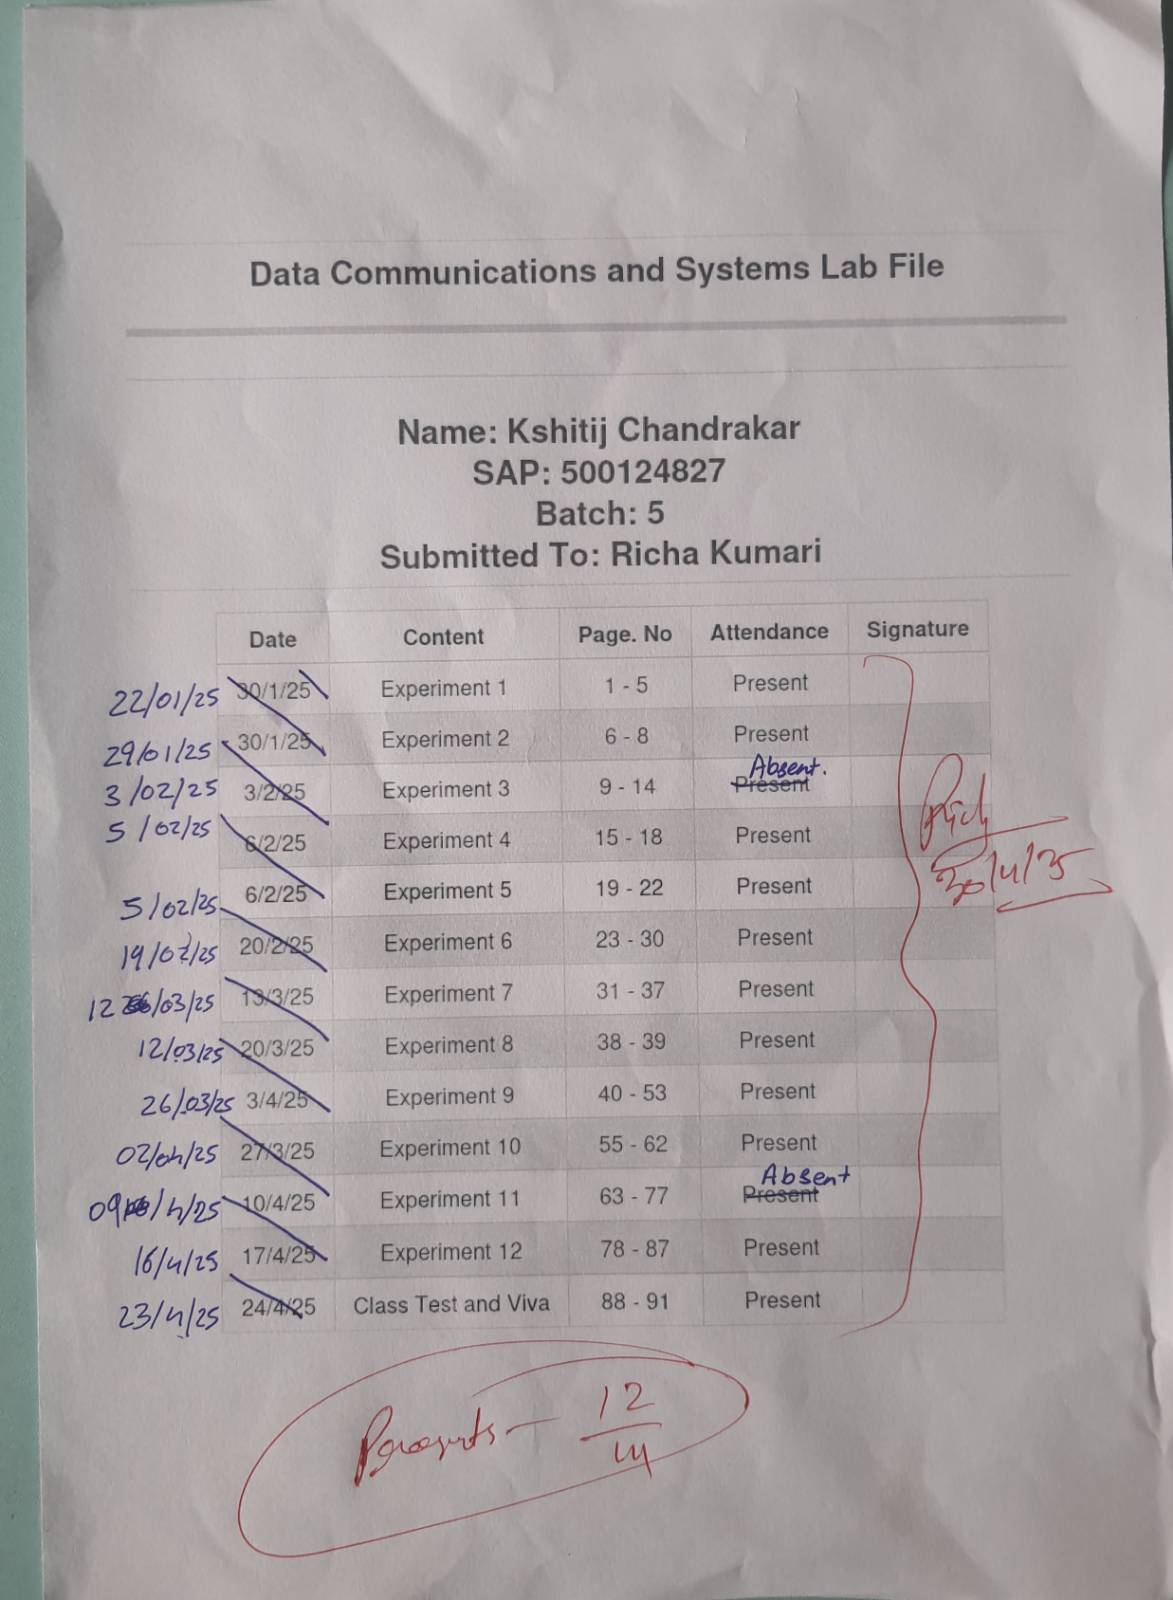 Data Communications and Systems Lab File
Name: Kshitij Chandrakar
SAP: 500124827
Batch: 5
Submitted To: Richa Kumari
Date Content Page. No Attendance Signature
22/01/25 30/1/25 Experiment 1 1 - 5 Present
29/01/25 30/1/25 Experiment 2 6 - 8 Present
Absent.
3/02/25 3/2/25 Experiment 3 9 - 14 Present
5/02/25 6/2/25 Experiment 4 15 - 18 Present
5/02/25 6/2/25 Experiment 5 19 - 22 Present
19/02/25 20/2/25 Experiment 6 23 - 30 Present
12 /03/25 13/3/25 Experiment 7 31 - 37 Present
12/03/25 20/3/25 Experiment 8 38 - 39 Present
26/03/25 3/4/25 Experiment 9 40 - 53 Present
02/04/25 27/3/25 Experiment 10 55 - 62 Present
Absent
09/4/25 10/4/25 Experiment 11 63 - 77 Present
16/4/25 17/4/25 Experiment 12 78 - 87 Present
23/4/25 24/4/25 Class Test and Viva 88 - 91 Present
30/4/25
Presents - 12/14